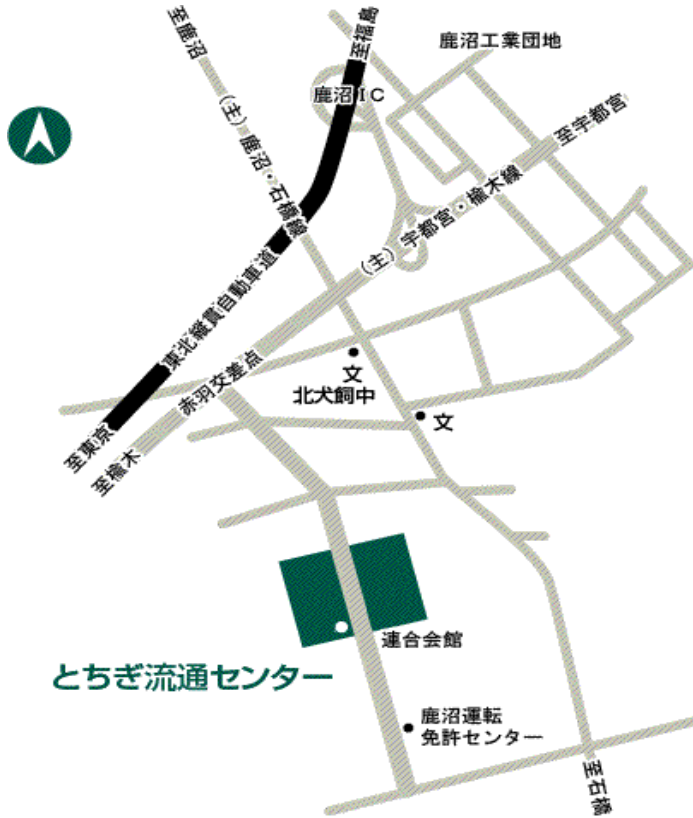 至鹿沼
至福島
鹿沼工業団地
鹿沼IC
(主)鹿沼・石橋線
至宇都宮
(主)宇都宮・楡木線
東北縦貫自動車道
赤羽交差点
文
北犬飼中
文
至東京
至楡木
連合会館
とちぎ流通センター
鹿沼運転
免許センター
至石橋